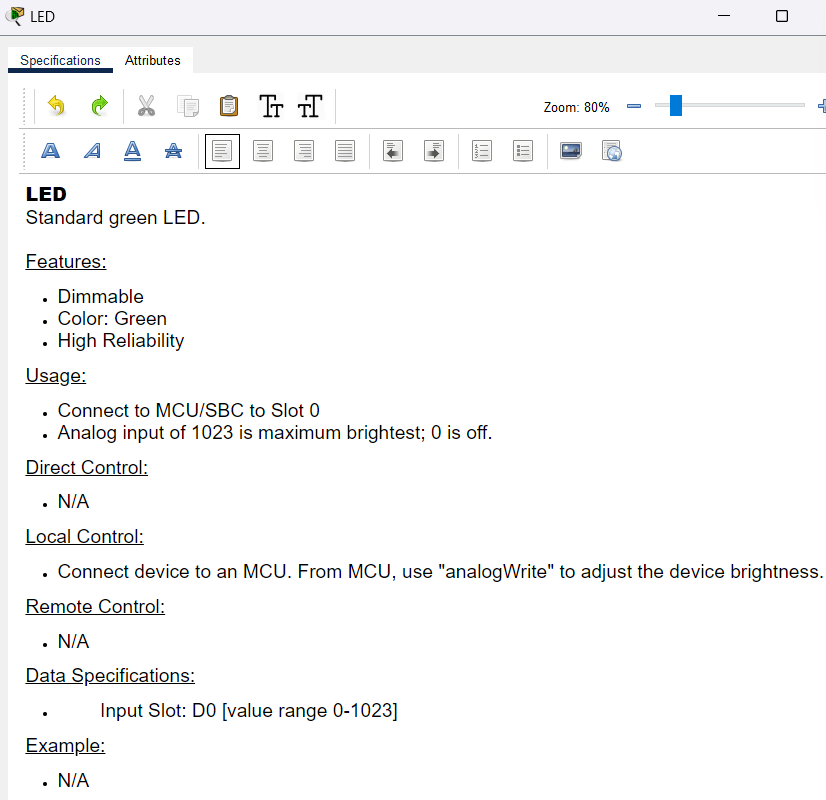 LED
Specifications
Attributes
Zoom: 80%
LED
Standard green LED.
Features:
Dimmable
Color: Green
High Reliability
Usage:
Connect to MCU/SBC to Slot 0
Analog input of 1023 is maximum brightest; 0 is off.
Direct Control:
N/A
Local Control:
Connect device to an MCU. From MCU, use "analogWrite" to adjust the device brightness.
Remote Control:
N/A
Data Specifications:
Input Slot: D0 [value range 0-1023]
Example:
N/A